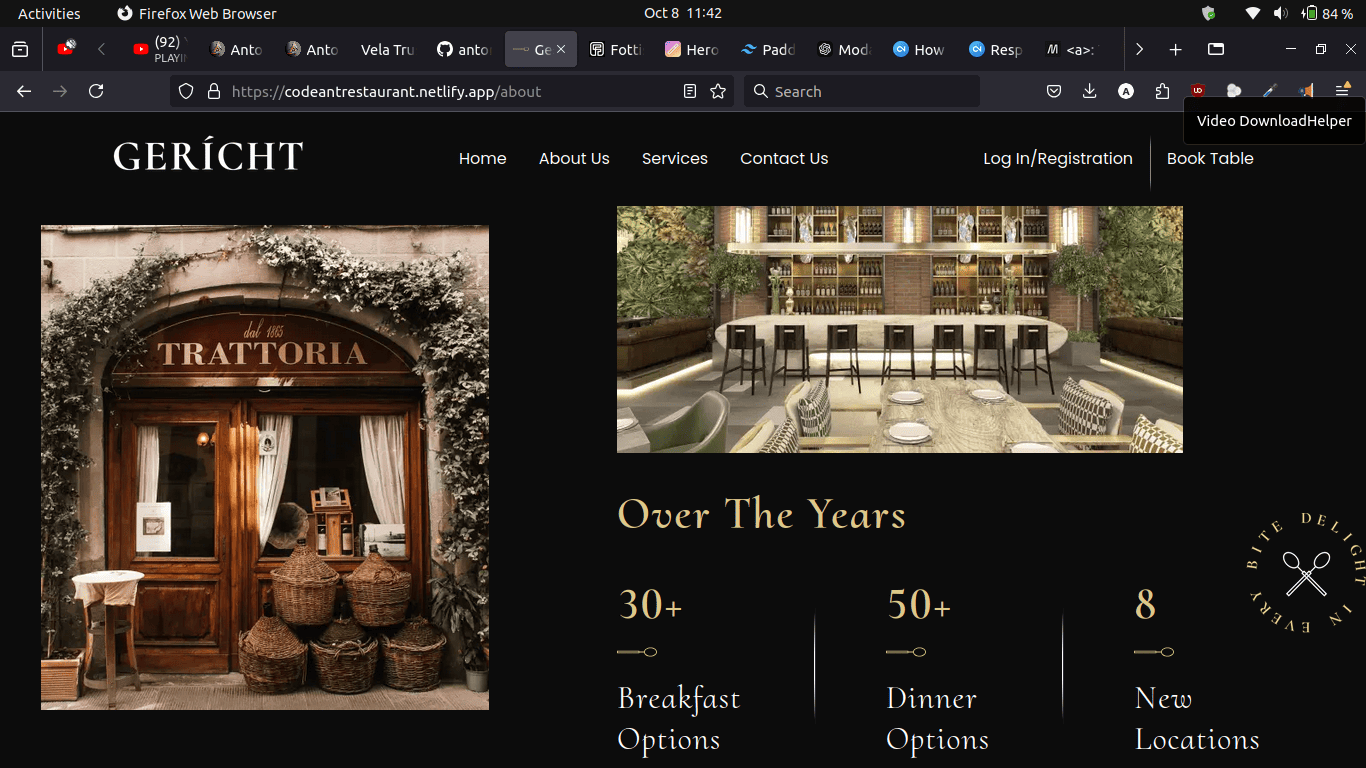 Activities
Firefox Web Browser
Oct 8 11:42
84 %
(92)
PLAYIN
Anto
Anto
Vela Tru
anto
Ge
Fotti
Hero
Padd
Moda
How
Resp
<a>:
https://codeantrestaurant.netlify.app/about
Search
Video DownloadHelper
GERÍCHT
Home
About Us
Services
Contact Us
Log In/Registration
Book Table
dal 1865
TRATTORIA
Over The Years
BITE DELIGHT IN EVERY
30+
50+
8
Breakfast
Options
Dinner
Options
New
Locations